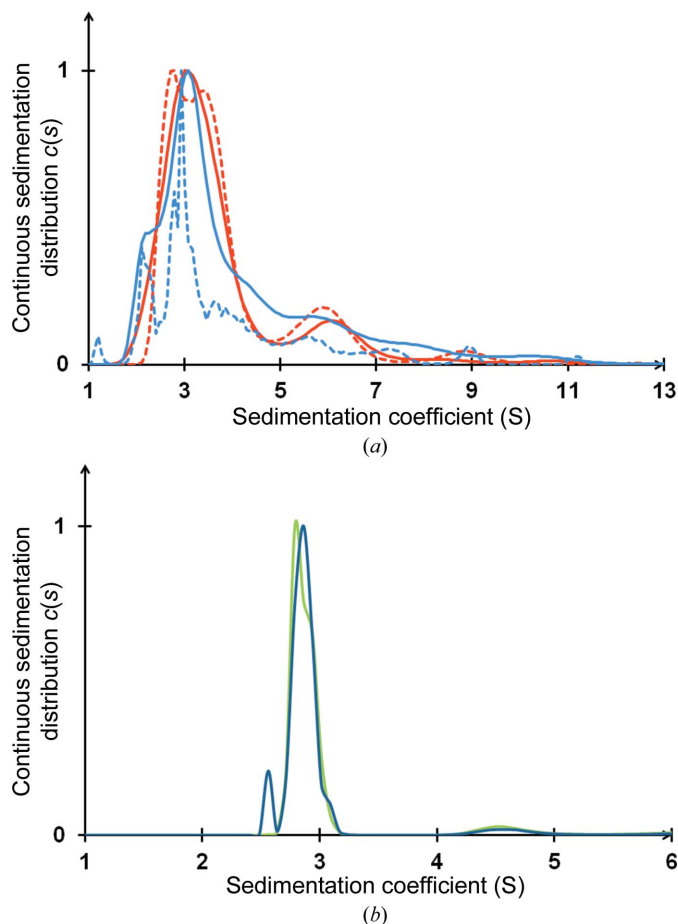 Continuous sedimentation
distribution c(s)
1
0
1 3 5 7 9 11 13
Sedimentation coefficient (S)
(a)
Continuous sedimentation
distribution c(s)
1
0
1 2 3 4 5 6
Sedimentation coefficient (S)
(b)